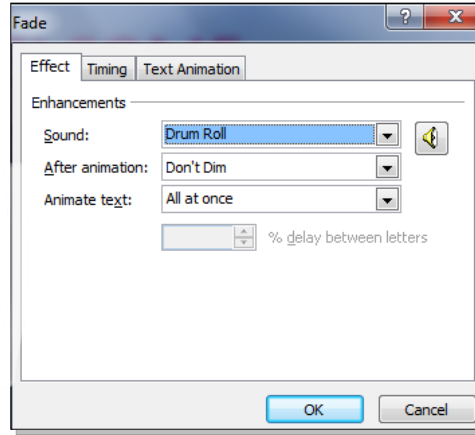 Fade
? X
Effect Timing Text Animation
Enhancements
Sound: Drum Roll
After animation: Don't Dim
Animate text: All at once
% delay between letters
OK Cancel